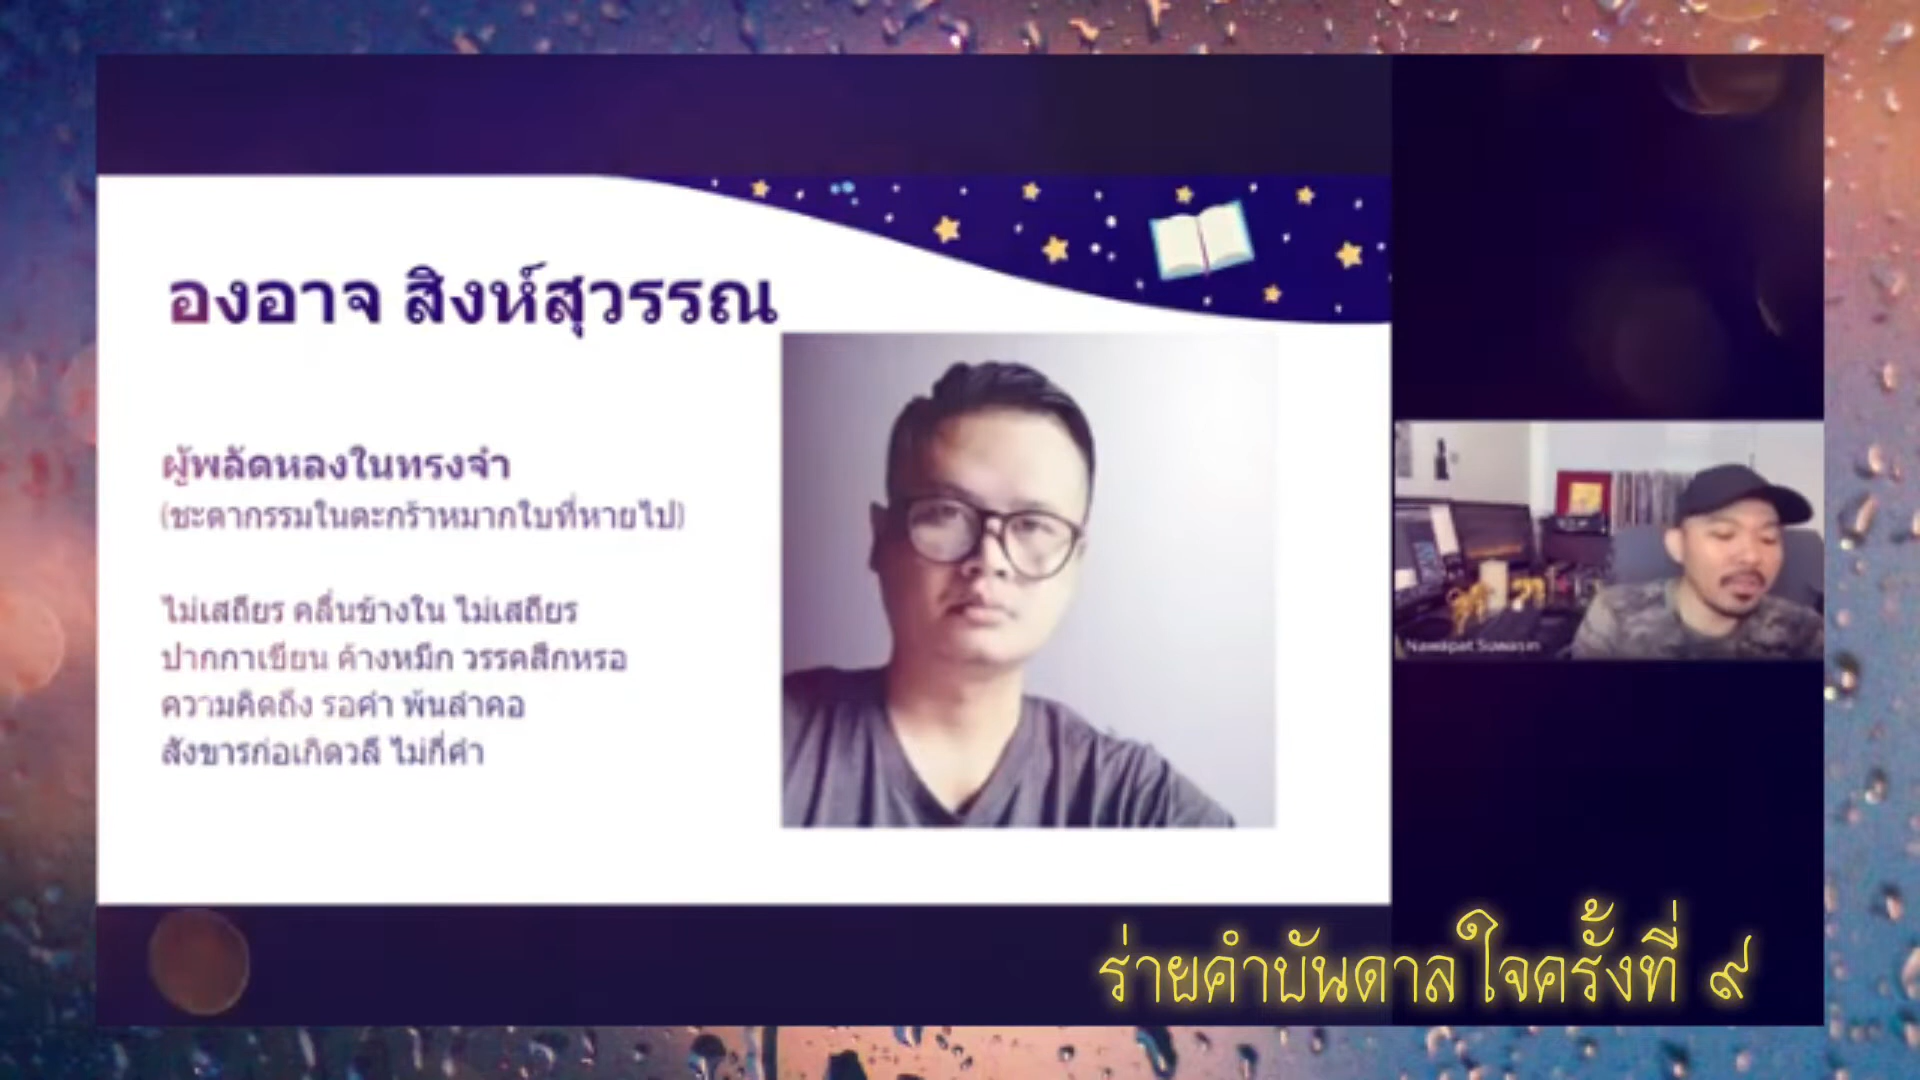 องอาจ สิงห์สุวรรณ
ผู้พลัดหลงในทรงจำ
(ชะตากรรมในตะกร้าหมากใบที่หายไป)
ไม่เสถียร คลื่นข้างใน ไม่เสถียร
ปากกาเขียน ค้างหมึก วรรคสึกหรอ
ความคิดถึง รอคำ พ้นลำคอ
สังขารก่อเกิดวลี ไม่กี่คำ
Nawapat Suwasin
ร่ายคำบันดาลใจครั้งที่ ๙